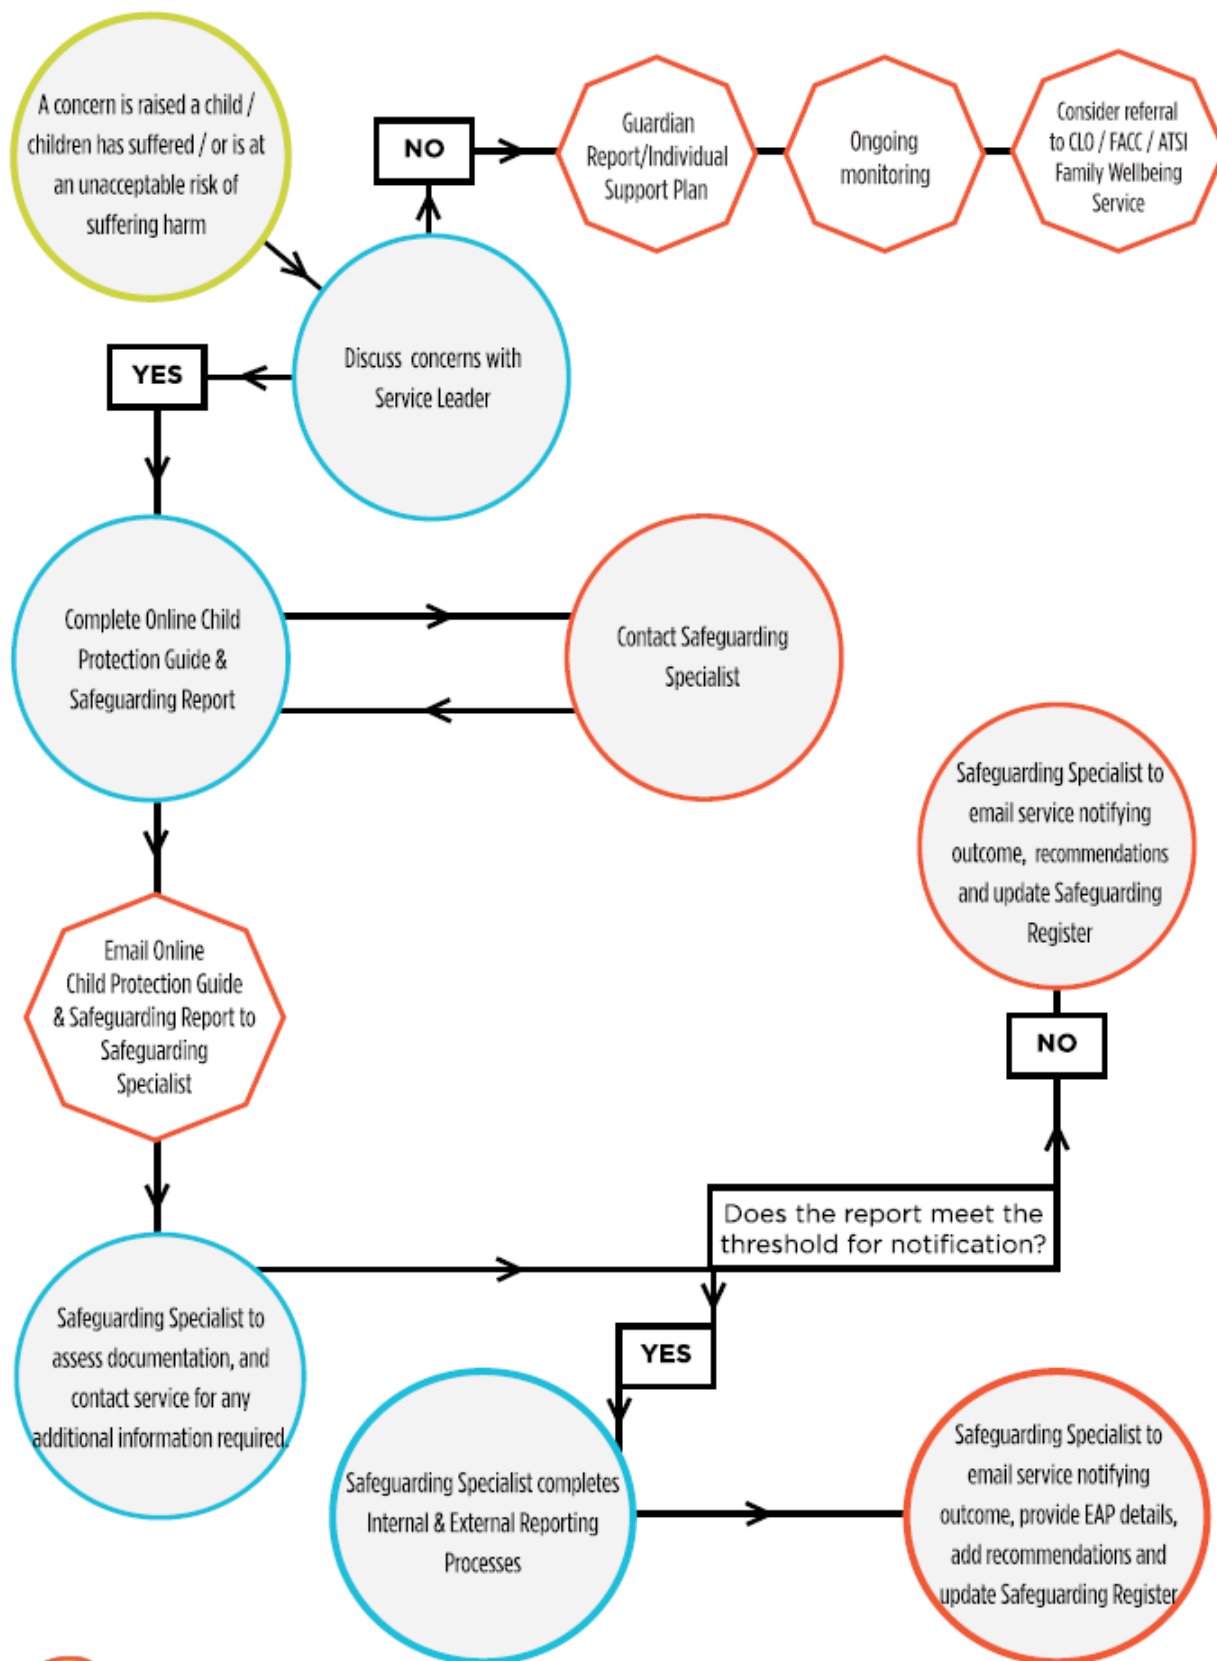 A concern is raised a child /
children has suffered / or is at
an unacceptable risk of
suffering harm
NO
Guardian
Report/Individual
Support Plan
Ongoing
monitoring
Consider referral
to CLO / FACC / ATSI
Family Wellbeing
Service
Discuss concerns with
Service Leader
YES
Complete Online Child
Protection Guide &
Safeguarding Report
Contact Safeguarding
Specialist
Safeguarding Specialist to
email service notifying
outcome, recommendations
and update Safeguarding
Register
Email Online
Child Protection Guide
& Safeguarding Report to
Safeguarding
Specialist
NO
Does the report meet the
threshold for notification?
Safeguarding Specialist to
assess documentation, and
contact service for any
additional information required.
YES
Safeguarding Specialist completes
Internal & External Reporting
Processes
Safeguarding Specialist to
email service notifying
outcome, provide EAP details,
add recommendations and
update Safeguarding Register